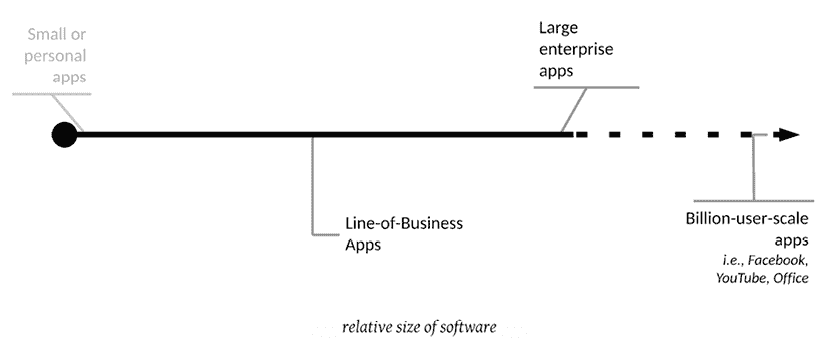 Small or
personal
apps
Large
enterprise
apps
Line-of-Business
Apps
Billion-user-scale
apps
i.e., Facebook,
YouTube, Office
relative size of software